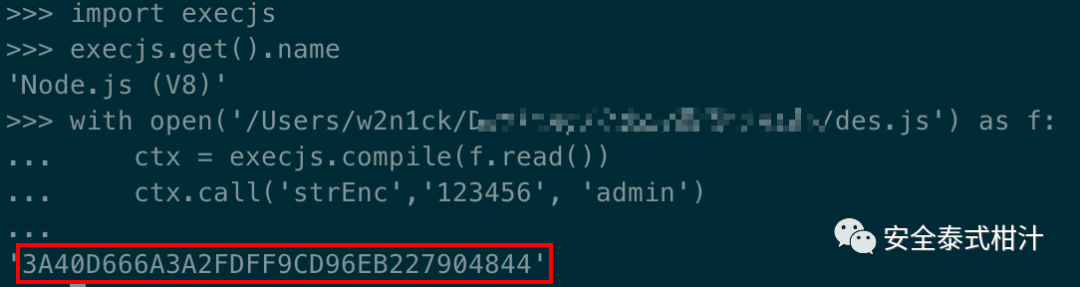 >>> import execjs
>>> execjs.get().name
'Node.js (V8)'
>>> with open('/Users/w2n1ck/D /des.js') as f:
...     ctx = execjs.compile(f.read())
...     ctx.call('strEnc','123456', 'admin')
...
'3A40D666A3A2FDFF9CD96EB227904844'
安全泰式柑汁